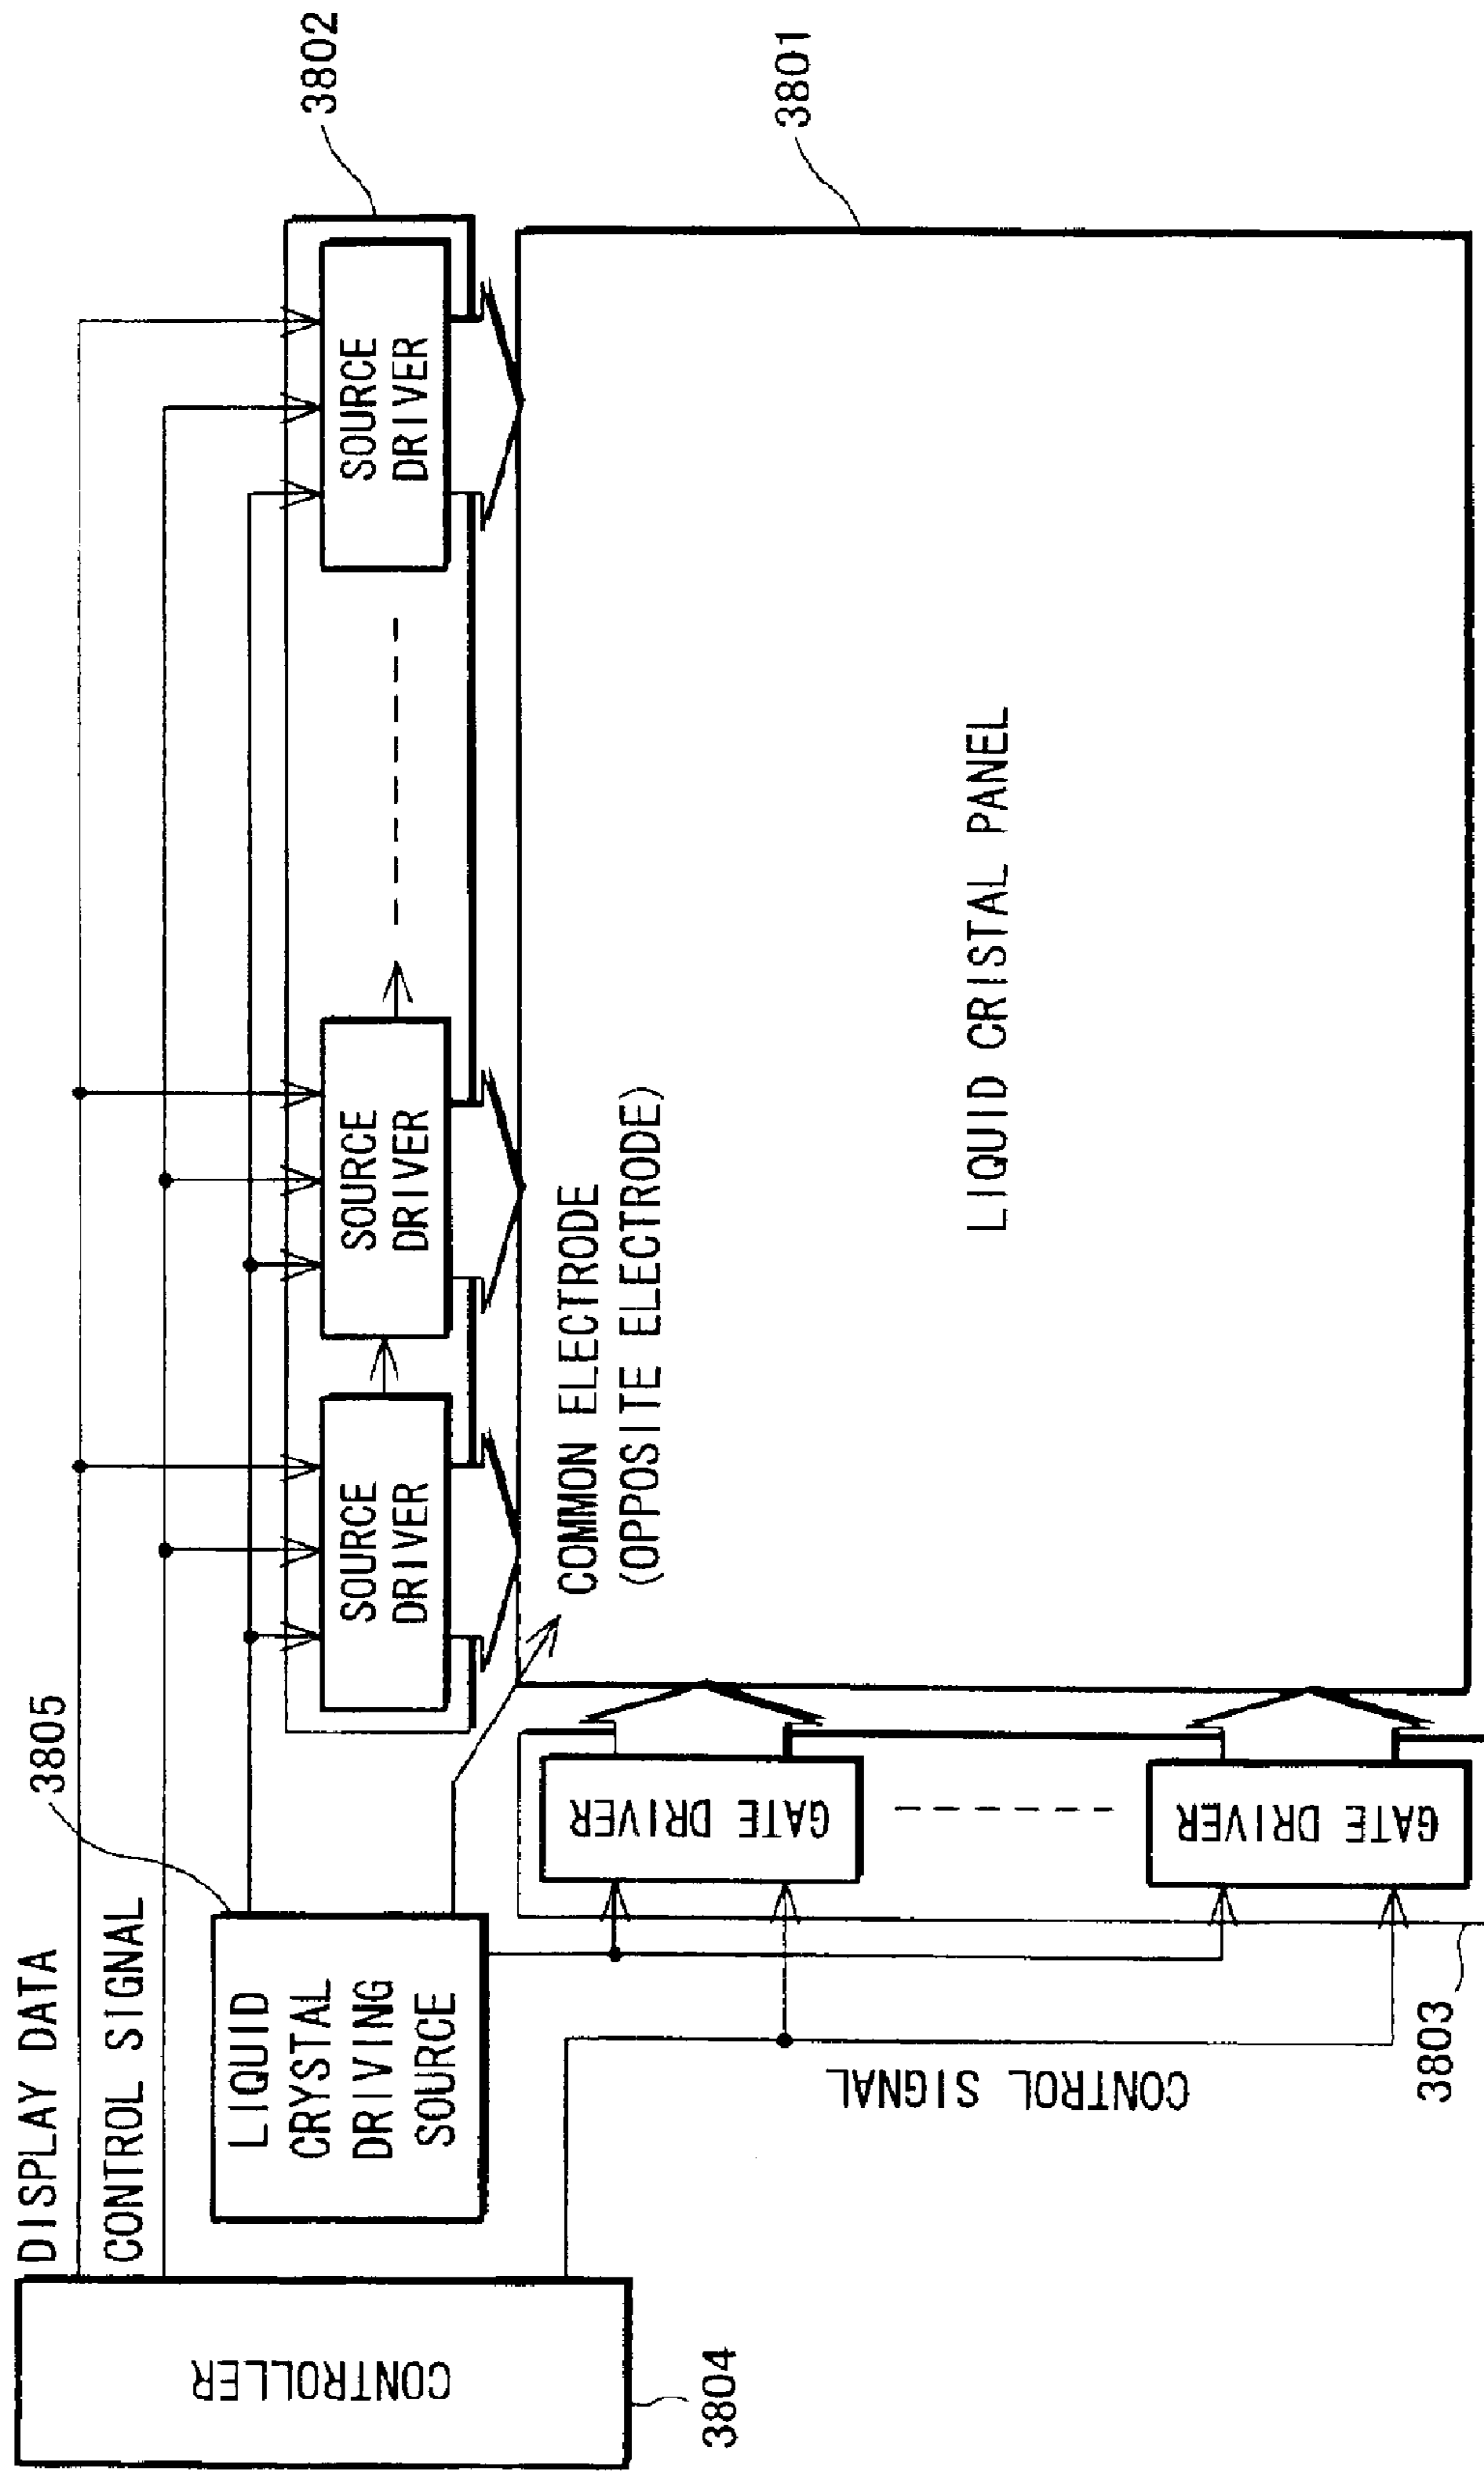 DISPLAY DATA
CONTROL SIGNAL
3805
3802
CONTROLLER
3804
LIQUID
CRYSTAL
DRIVING
SOURCE
SOURCE
DRIVER
SOURCE
DRIVER
SOURCE
DRIVER
COMMON ELECTRODE
(OPPOSITE ELECTRODE)
3801
GATE DRIVER
GATE DRIVER
CONTROL SIGNAL
3803
LIQUID CRISTAL PANEL